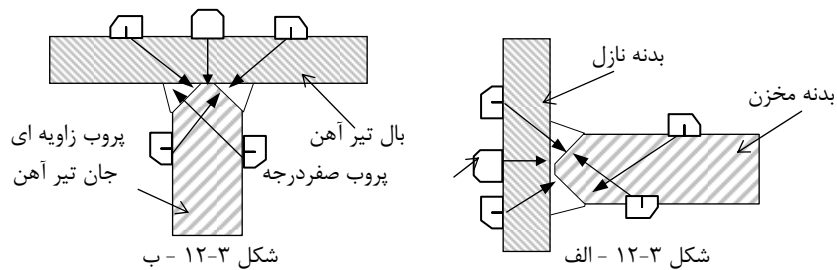 بدنه نازل
بدنه مخزن
شکل ۳-۱۲ - الف
بال تیر آهن
پروب زاویه ای
پروب صفردرجه
جان تیر آهن
شکل ۳-۱۲ - ب